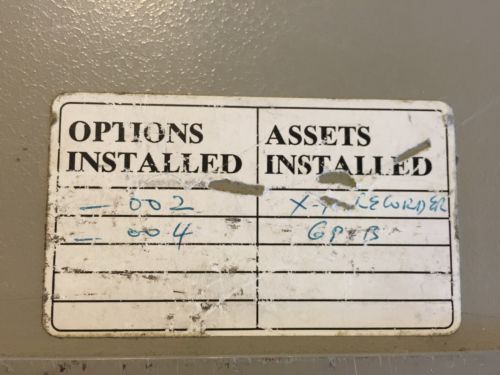 OPTIONS INSTALLED
ASSETS INSTALLED
— 002 X-Y RECORDER
— 004 GPIB